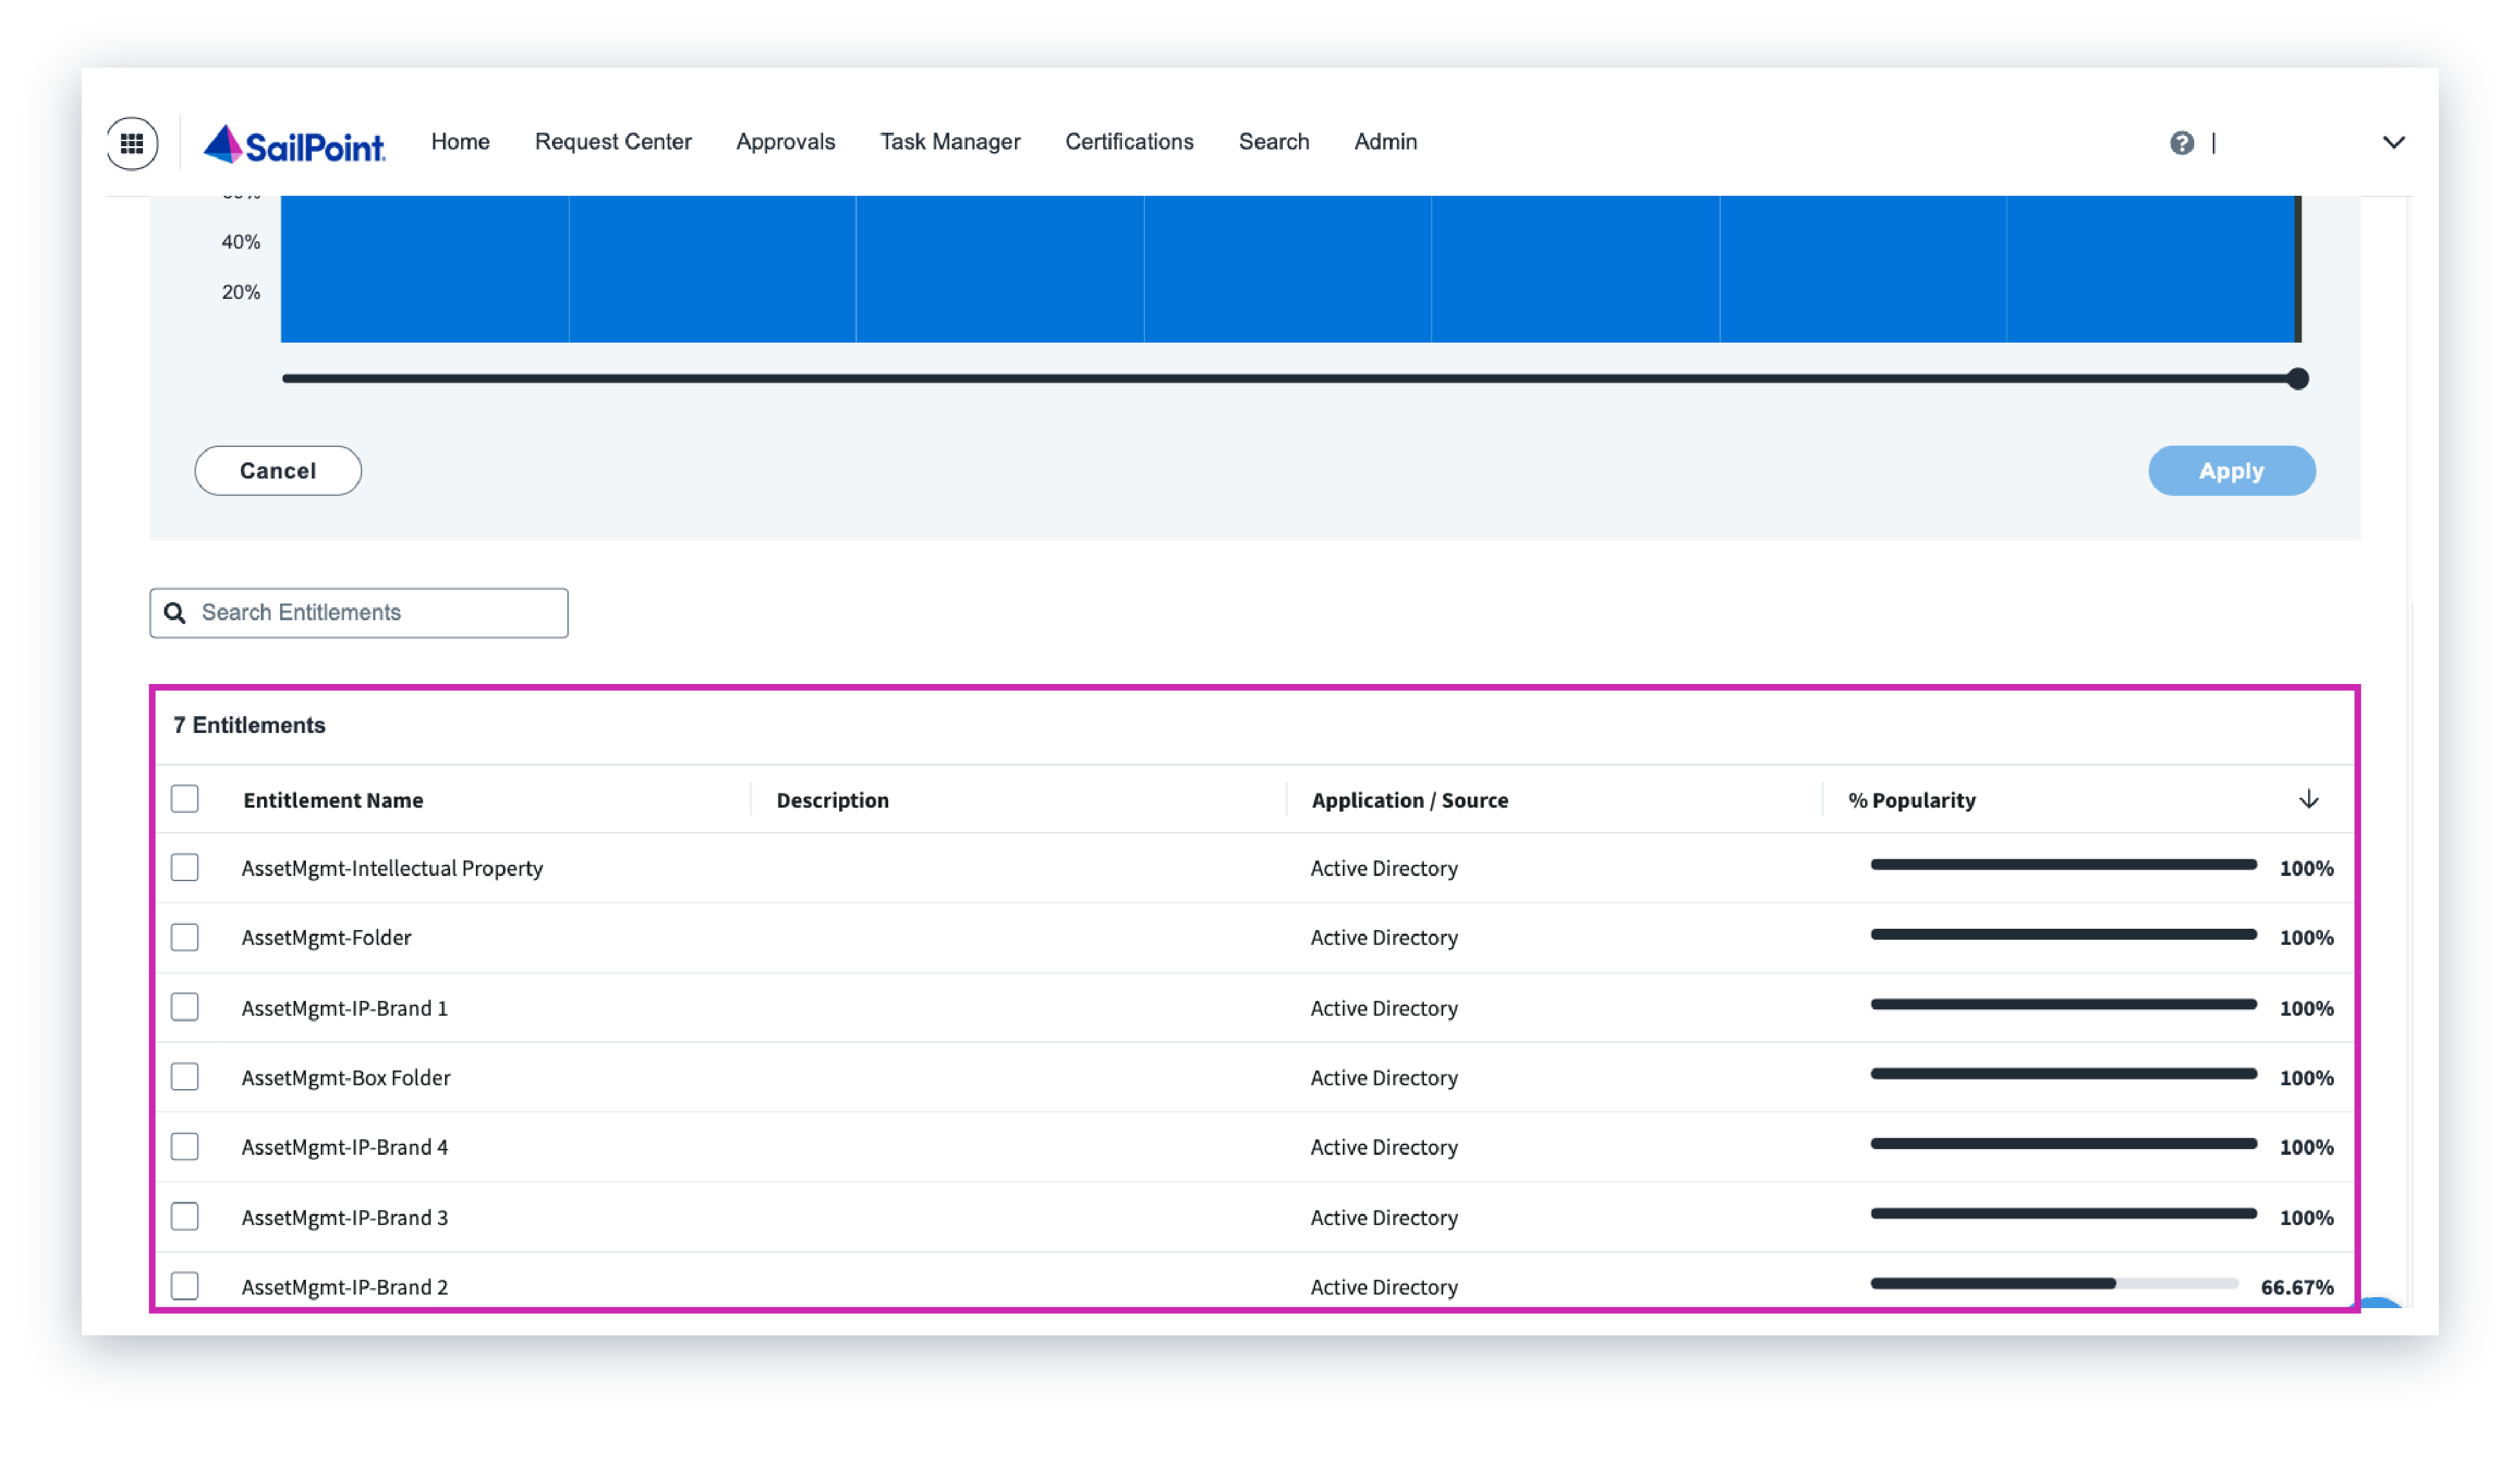 SailPoint Home Request Center Approvals Task Manager Certifications Search Admin ? |
40%
20%
Cancel Apply
Search Entitlements
7 Entitlements
Entitlement Name Description Application / Source % Popularity
AssetMgmt-Intellectual Property Active Directory 100%
AssetMgmt-Folder Active Directory 100%
AssetMgmt-IP-Brand 1 Active Directory 100%
AssetMgmt-Box Folder Active Directory 100%
AssetMgmt-IP-Brand 4 Active Directory 100%
AssetMgmt-IP-Brand 3 Active Directory 100%
AssetMgmt-IP-Brand 2 Active Directory 66.67%